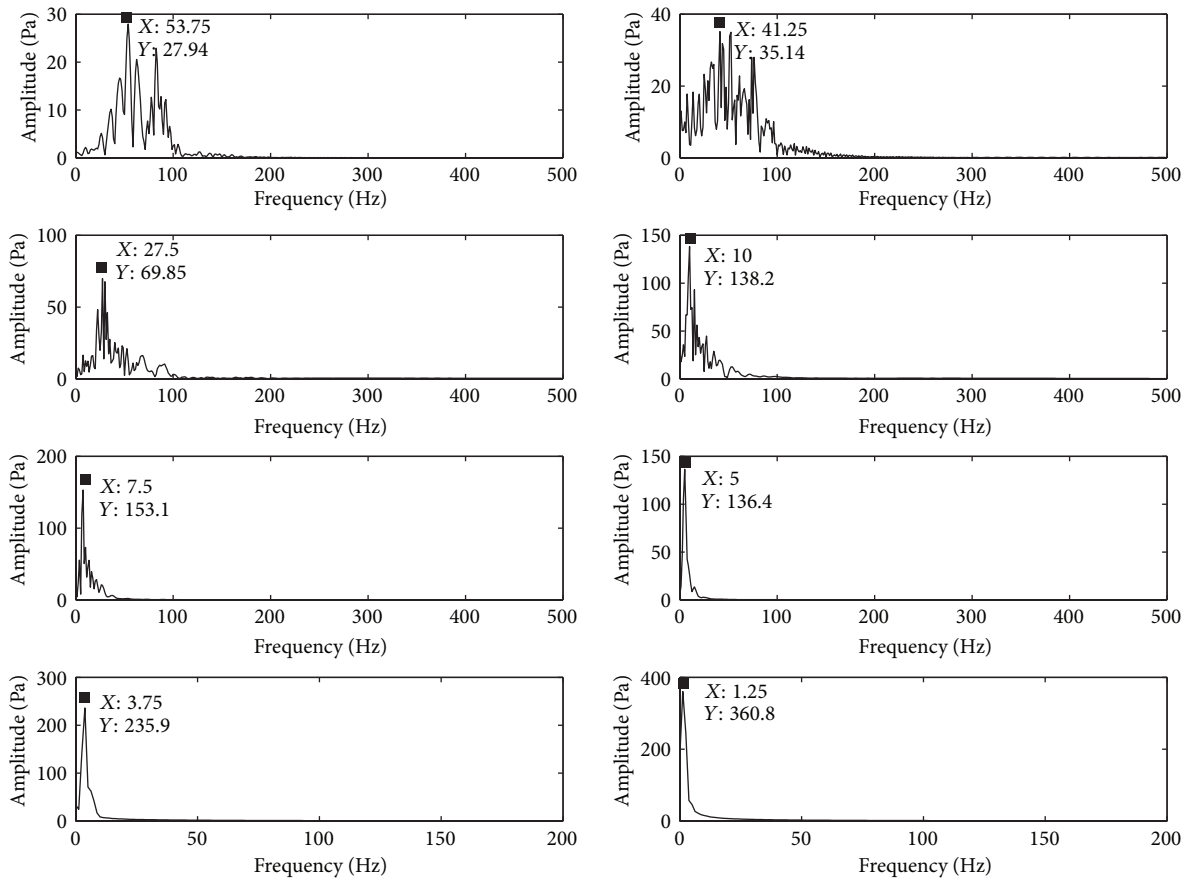 30
20
10
0
Amplitude (Pa)
X: 53.75
Y: 27.94
0 100 200 300 400 500
Frequency (Hz)
40
20
0
Amplitude (Pa)
X: 41.25
Y: 35.14
0 100 200 300 400 500
Frequency (Hz)
100
50
0
Amplitude (Pa)
X: 27.5
Y: 69.85
0 100 200 300 400 500
Frequency (Hz)
150
100
50
0
Amplitude (Pa)
X: 10
Y: 138.2
0 100 200 300 400 500
Frequency (Hz)
200
100
0
Amplitude (Pa)
X: 7.5
Y: 153.1
0 100 200 300 400 500
Frequency (Hz)
150
100
50
0
Amplitude (Pa)
X: 5
Y: 136.4
0 100 200 300 400 500
Frequency (Hz)
300
200
100
0
Amplitude (Pa)
X: 3.75
Y: 235.9
0 50 100 150 200
Frequency (Hz)
400
200
0
Amplitude (Pa)
X: 1.25
Y: 360.8
0 50 100 150 200
Frequency (Hz)